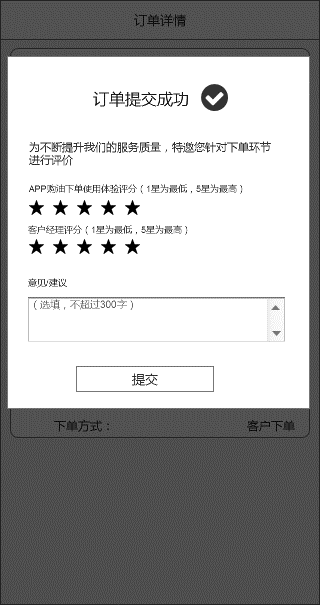 订单详情
订单提交成功
为不断提升我们的服务质量，特邀您针对下单环节
进行评价
APP购油下单使用体验评分（1星为最低，5星为最高）
客户经理评分（1星为最低，5星为最高）
意见/建议
（选填，不超过300字）
提交
下单方式： 客户下单